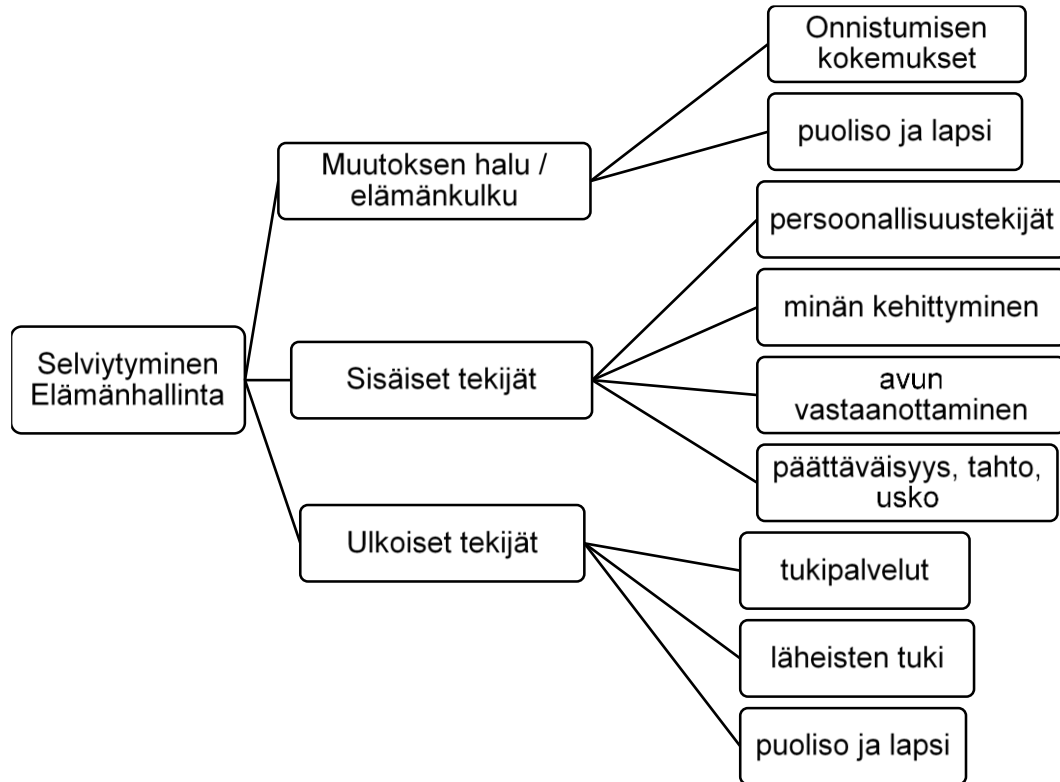 Onnistumisen
kokemukset
puoliso ja lapsi
Muutoksen halu /
elämänkulku
persoonallisuustekijät
minän kehittyminen
Selviytyminen
Elämänhallinta
Sisäiset tekijät
avun
vastaanottaminen
päättäväisyys, tahto,
usko
Ulkoiset tekijät
tukipalvelut
läheisten tuki
puoliso ja lapsi